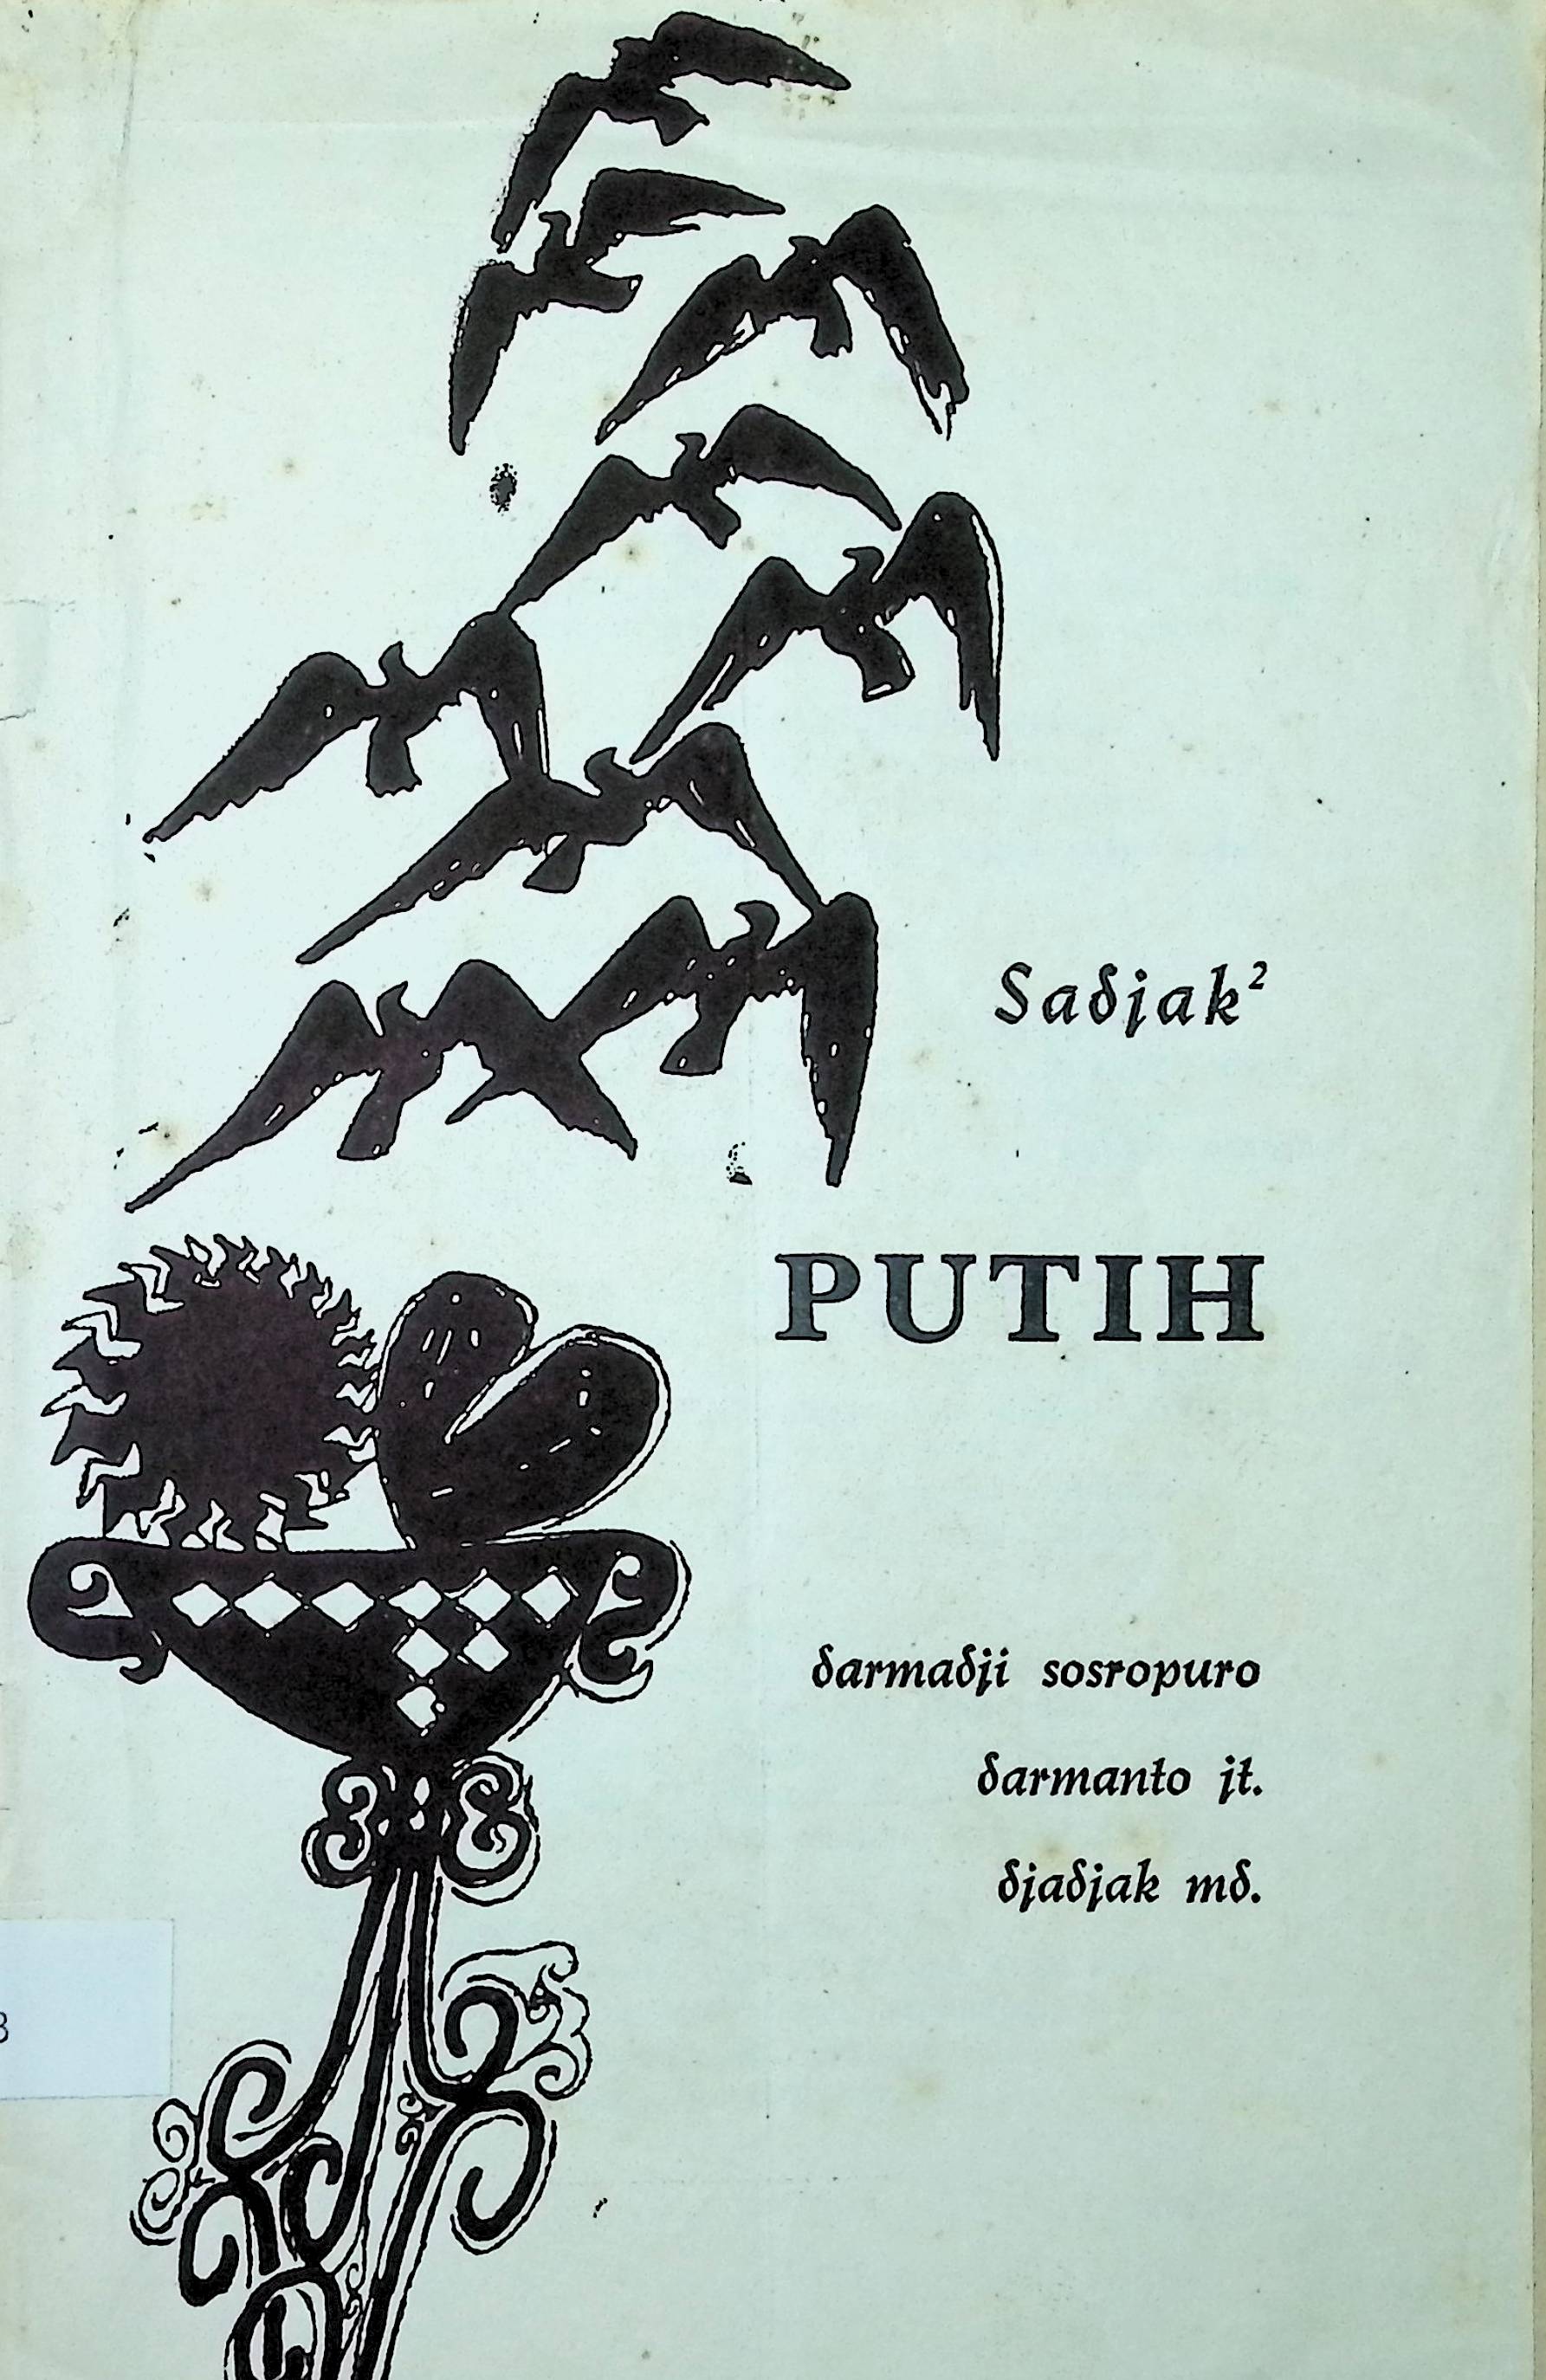 Sadjak²
PUTIH
darmadji sosropuro
darmanto jt.
djadjak md.